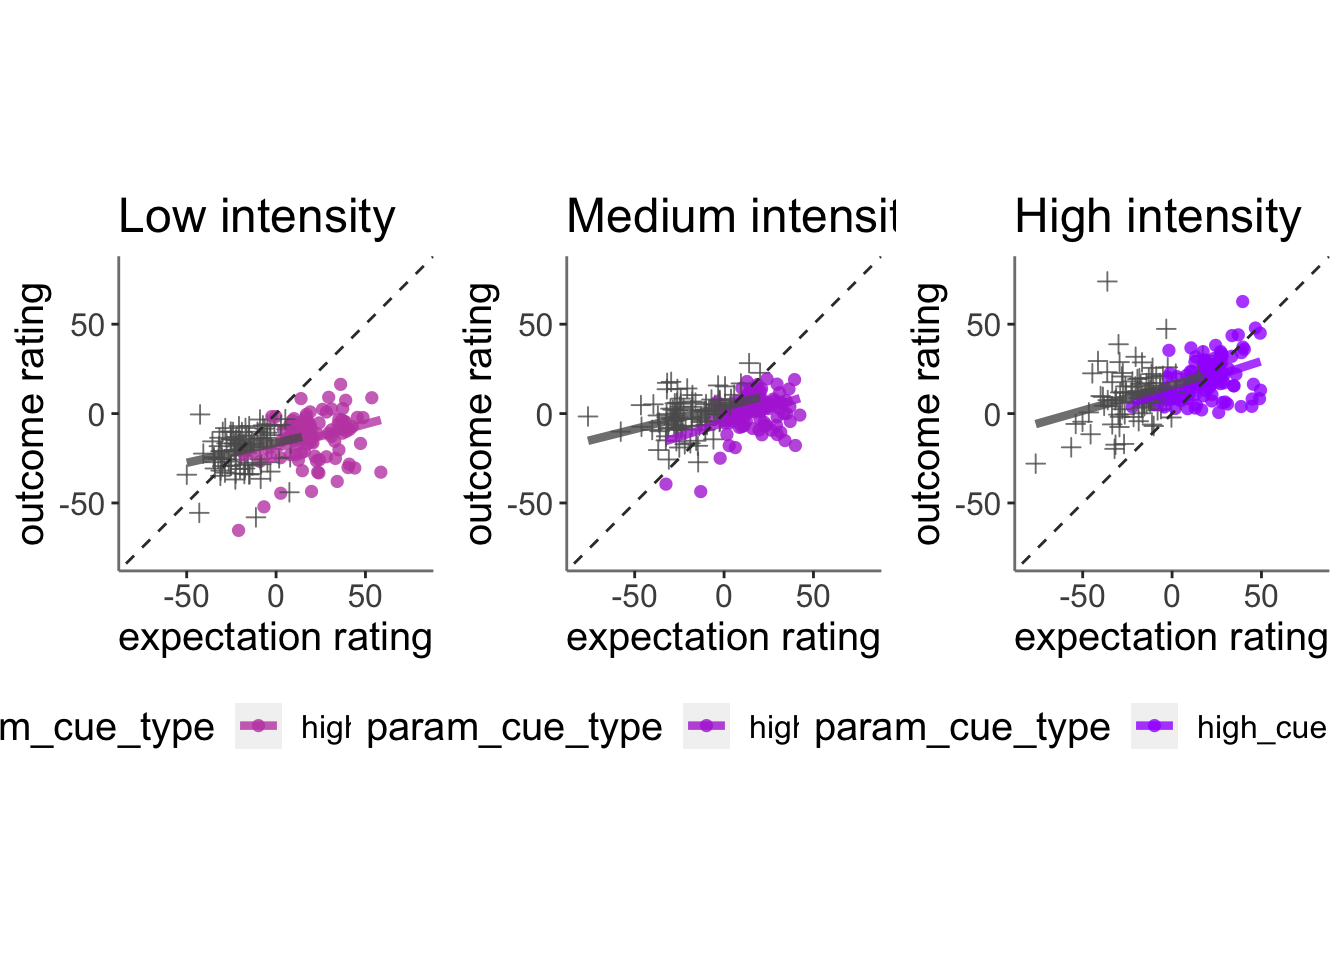 Low intensity
Medium intensit
High intensity
outcome rating
50
0
-50
-50 0 50
expectation rating
outcome rating
50
0
-50
-50 0 50
expectation rating
outcome rating
50
0
-50
-50 0 50
expectation rating
m_cue_type high
param_cue_type high
param_cue_type high_cue